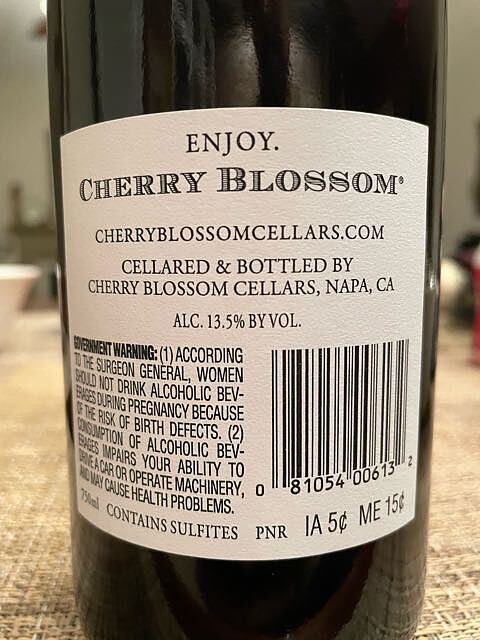 ENJOY.
CHERRY BLOSSOM®
CHERRYBLOSSOMCELLARS.COM
CELLARED & BOTTLED BY
CHERRY BLOSSOM CELLARS, NAPA, CA
ALC. 13.5% BY VOL.
GOVERNMENT WARNING: (1) ACCORDING
TO THE SURGEON GENERAL, WOMEN
SHOULD NOT DRINK ALCOHOLIC BEV-
ERAGES DURING PREGNANCY BECAUSE
OF THE RISK OF BIRTH DEFECTS. (2)
CONSUMPTION OF ALCOHOLIC BEV-
ERAGES IMPAIRS YOUR ABILITY TO
DRIVE A CAR OR OPERATE MACHINERY,
AND MAY CAUSE HEALTH PROBLEMS.
0 81054 00613 2
750ml CONTAINS SULFITES PNR IA 5¢ ME 15¢